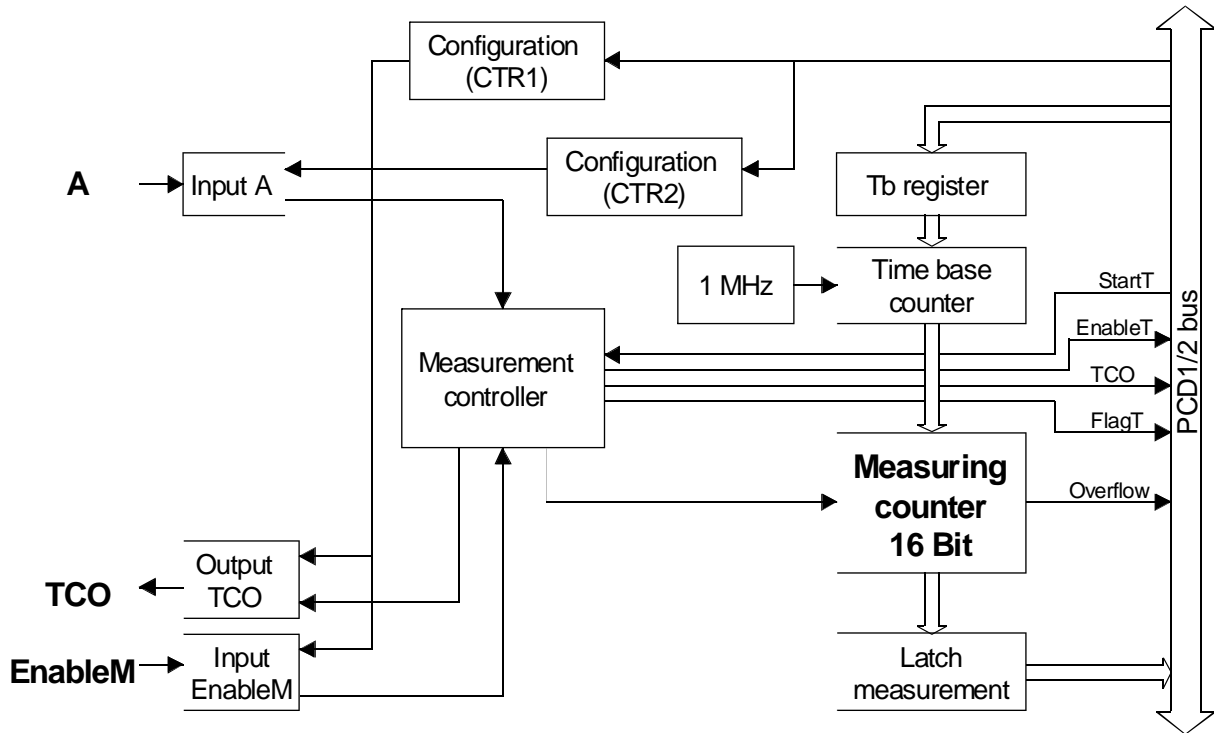 Configuration
(CTR1)
Configuration
(CTR2)
A
Input A
Tb register
1 MHz
Time base
counter
StartT
EnableT
TCO
FlagT
Overflow
PCD1/2 bus
Measurement
controller
Measuring
counter
16 Bit
Output
TCO
TCO
EnableM
Input
EnableM
Latch
measurement